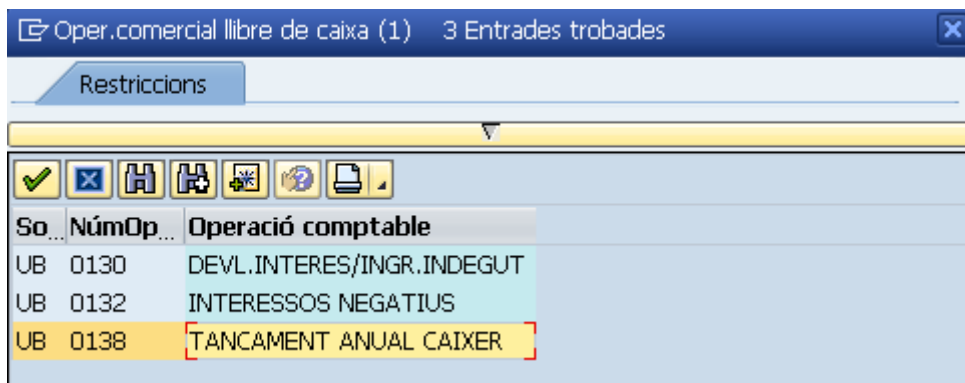 Oper.comercial llibre de caixa (1) 3 Entrades trobades
Restriccions
So... NúmOp... Operació comptable
UB 0130 DEVL.INTERES/INGR.INDEGUT
UB 0132 INTERESSOS NEGATIUS
UB 0138 TANCAMENT ANUAL CAIXER